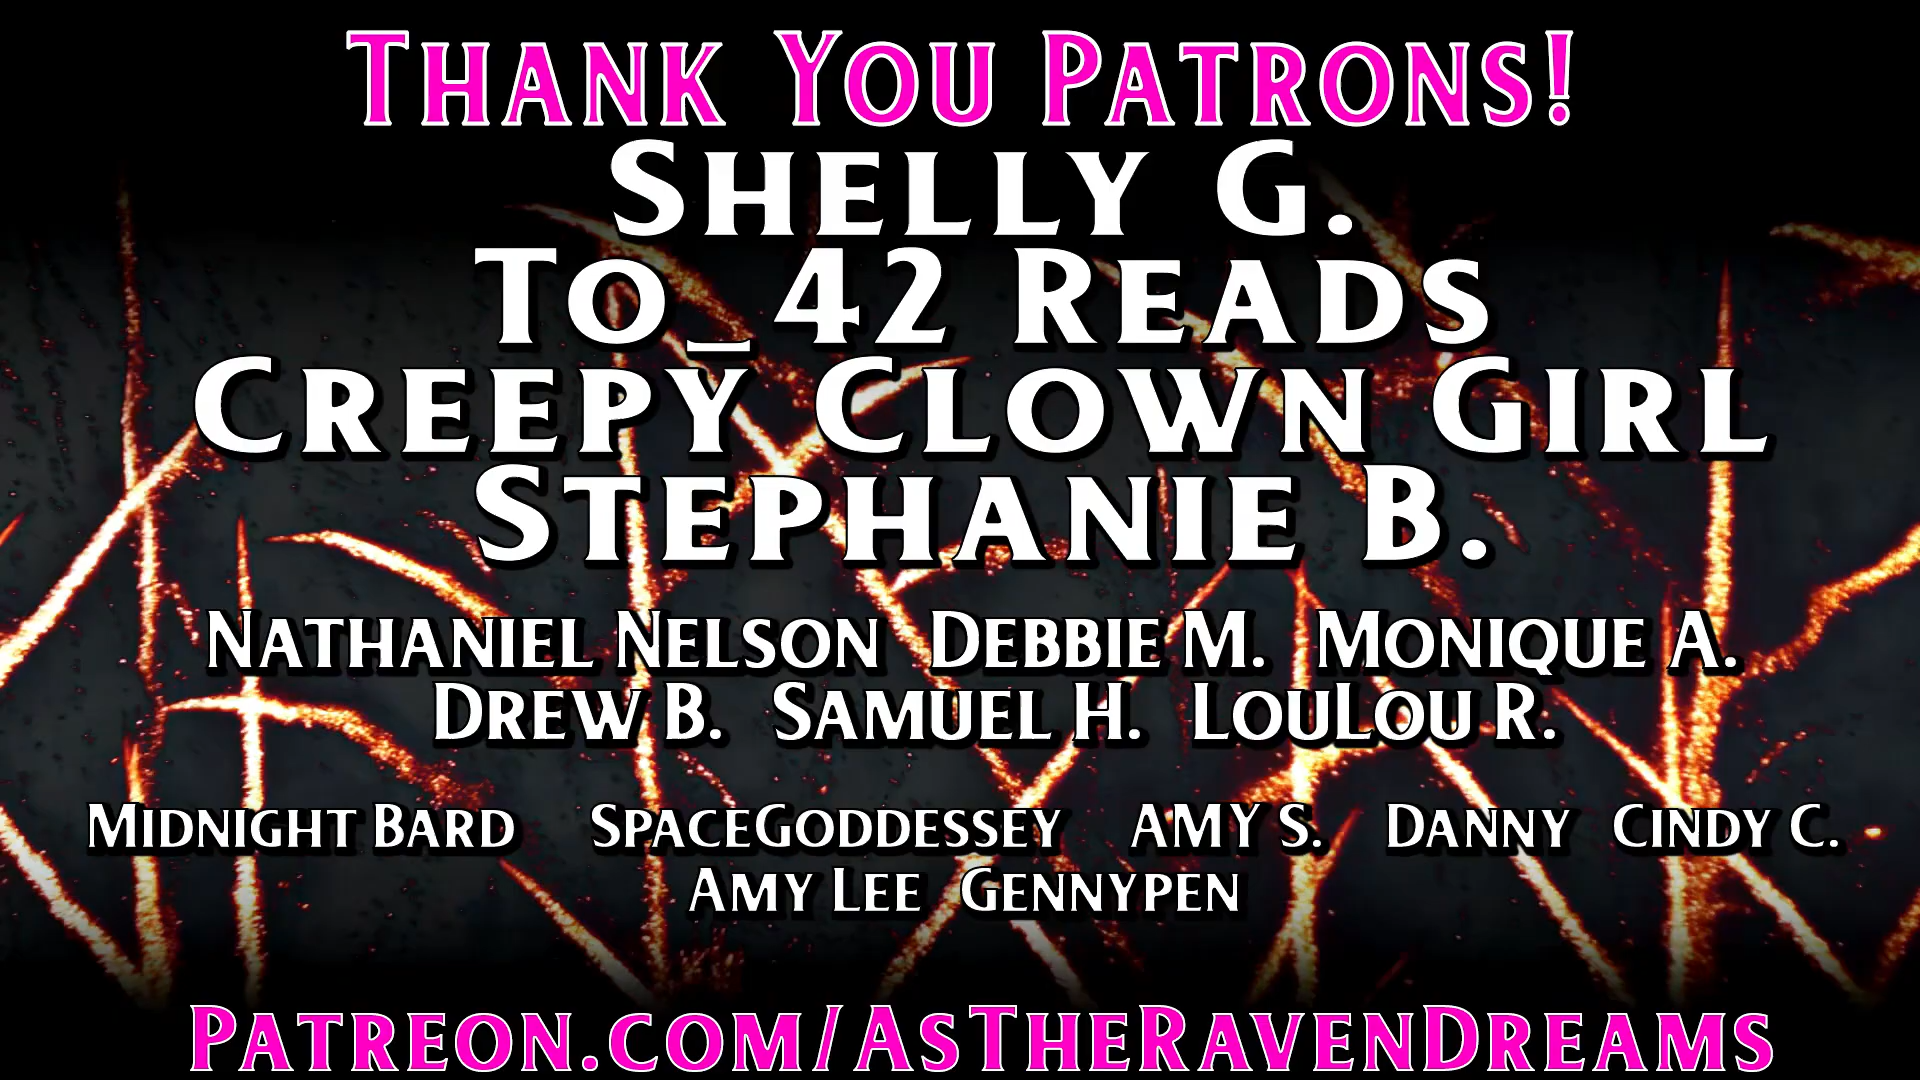 Thank You Patrons!
Shelly G.
To_42 Reads
Creepy Clown Girl
Stephanie B.
Nathaniel Nelson Debbie M. Monique A.
Drew B. Samuel H. LouLou R.
Midnight Bard SpaceGoddessey AMY S. Danny Cindy C.
Amy Lee Gennypen
Patreon.com/AsTheRavenDreams